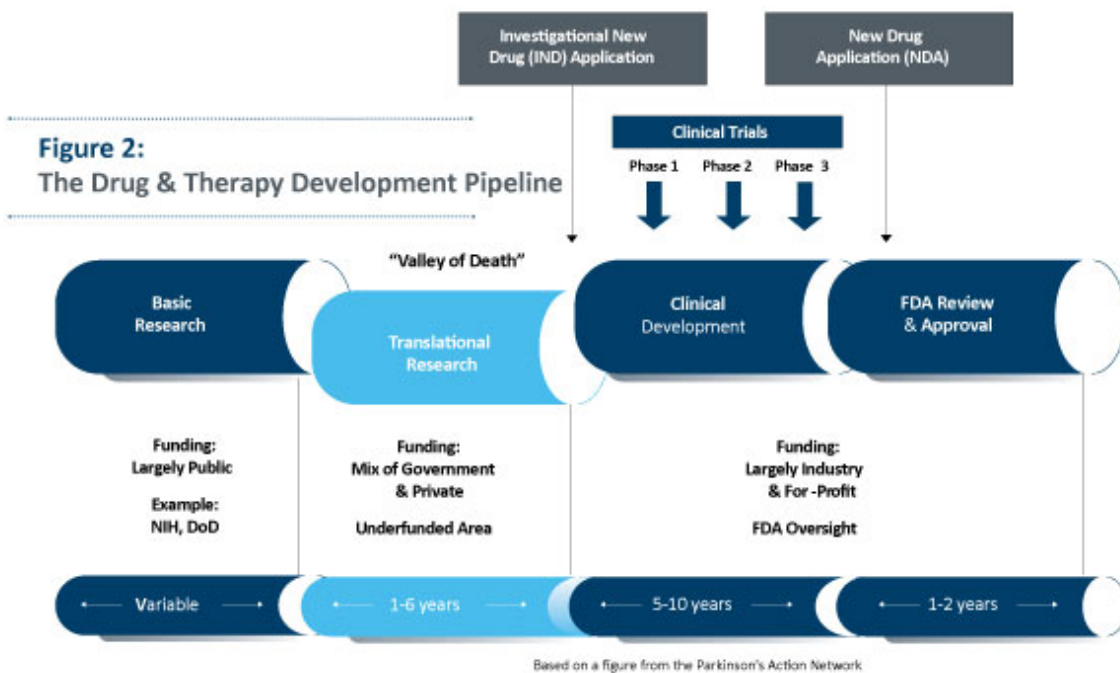 Investigational New
Drug (IND) Application
New Drug
Application (NDA)
Figure 2:
The Drug & Therapy Development Pipeline
Clinical Trials
Phase 1
Phase 2
Phase 3
"Valley of Death"
Basic
Research
Translational
Research
Clinical
Development
FDA Review
& Approval
Funding:
Largely Public
Example:
NIH, DoD
Funding:
Mix of Government
& Private
Underfunded Area
Funding:
Largely Industry
& For -Profit
FDA Oversight
Variable
1-6 years
5-10 years
1-2 years
Based on a figure from the Parkinson's Action Network